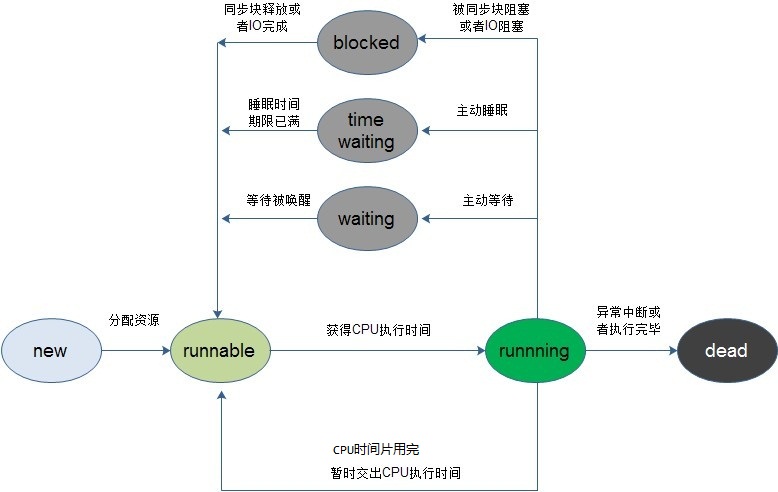 同步块释放或
者IO完成
blocked
被同步块阻塞
或者IO阻塞
睡眠时间
期限已满
time
waiting
主动睡眠
等待被唤醒
waiting
主动等待
new
分配资源
runnable
获得CPU执行时间
runnning
异常中断或
者执行完毕
dead
CPU时间片用完
暂时交出CPU执行时间